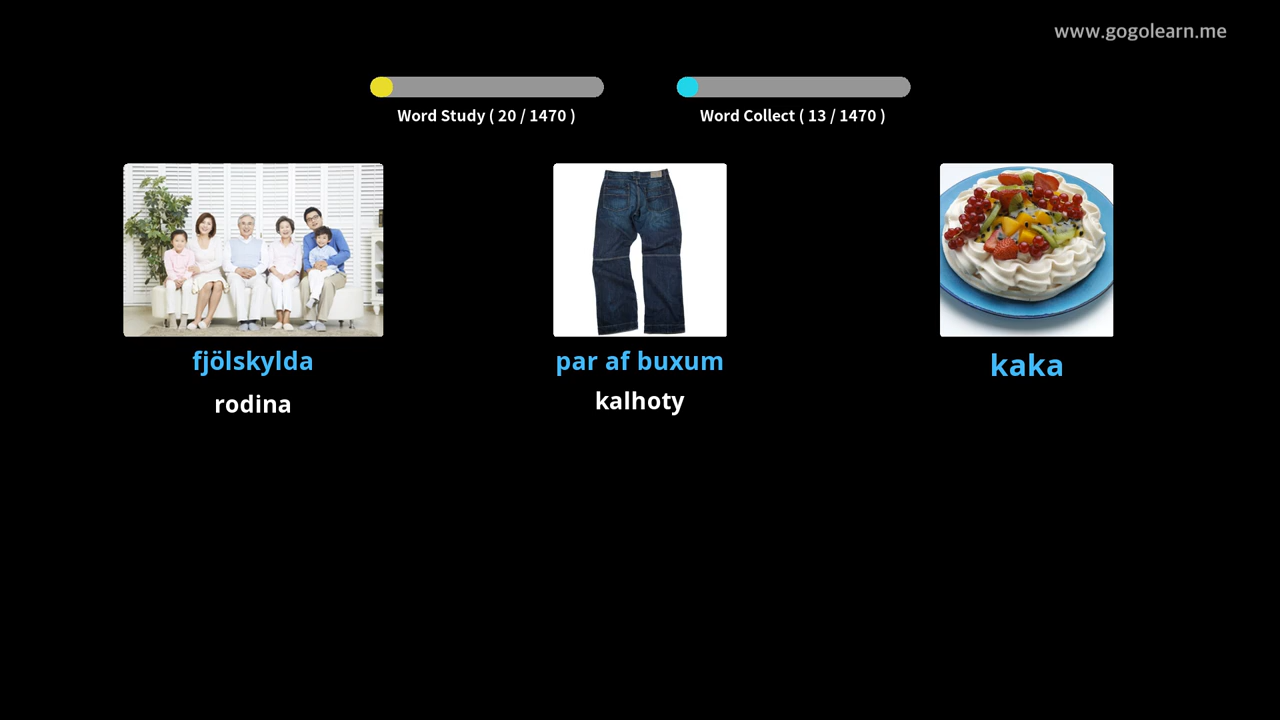 www.gogolearn.me
Word Study ( 20 / 1470 )
Word Collect ( 13 / 1470 )
fjölskylda
rodina
par af buxum
kalhoty
kaka